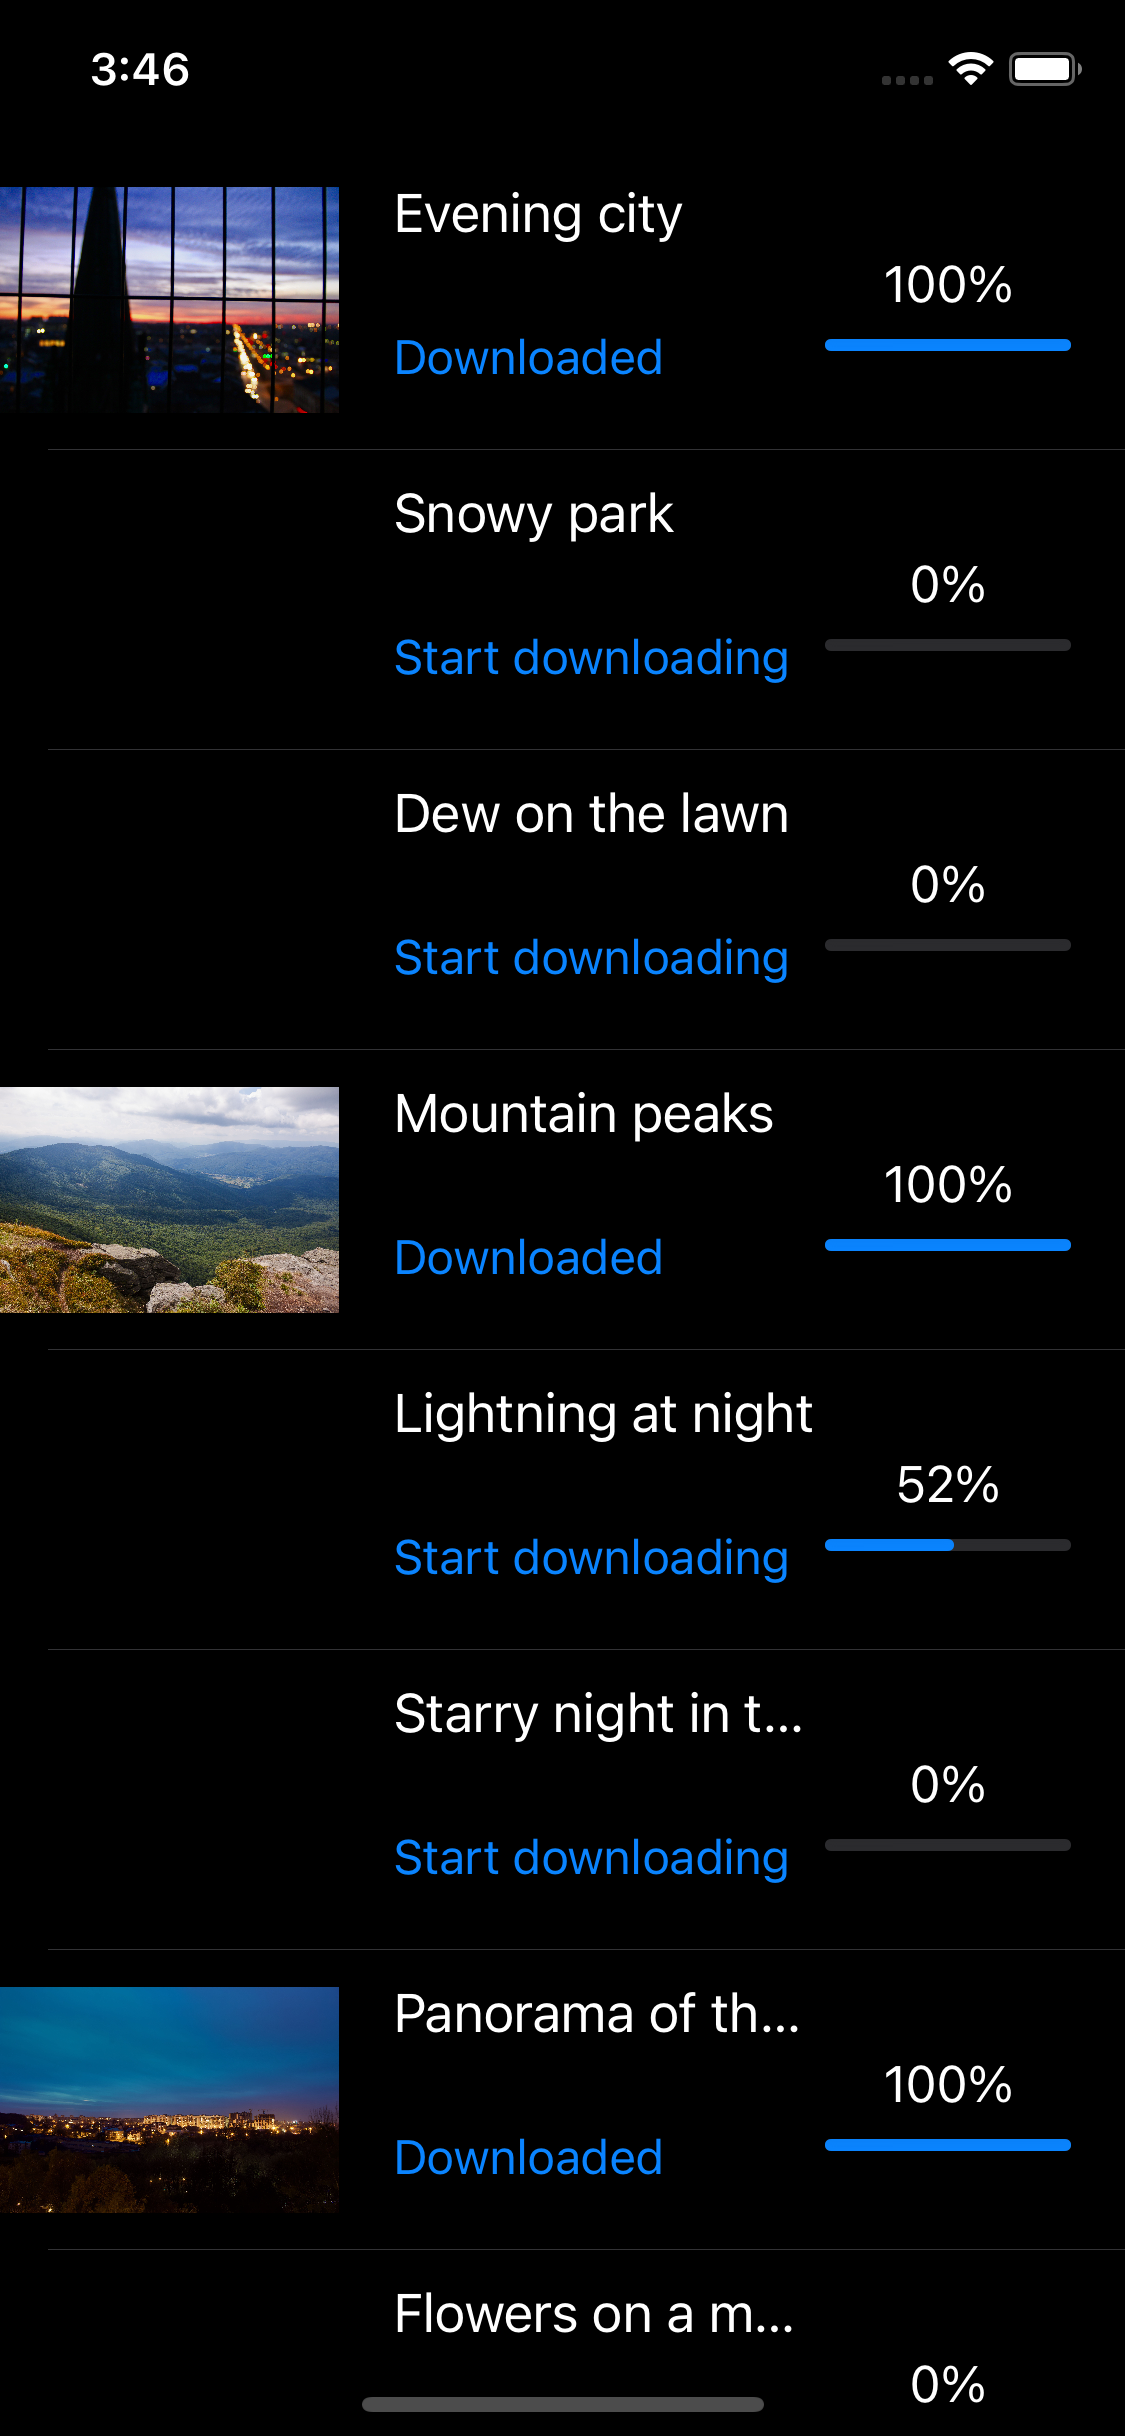 3:46
Evening city
100%
Downloaded
Snowy park
0%
Start downloading
Dew on the lawn
0%
Start downloading
Mountain peaks
100%
Downloaded
Lightning at night
52%
Start downloading
Starry night in t...
0%
Start downloading
Panorama of th...
100%
Downloaded
Flowers on a m...
0%